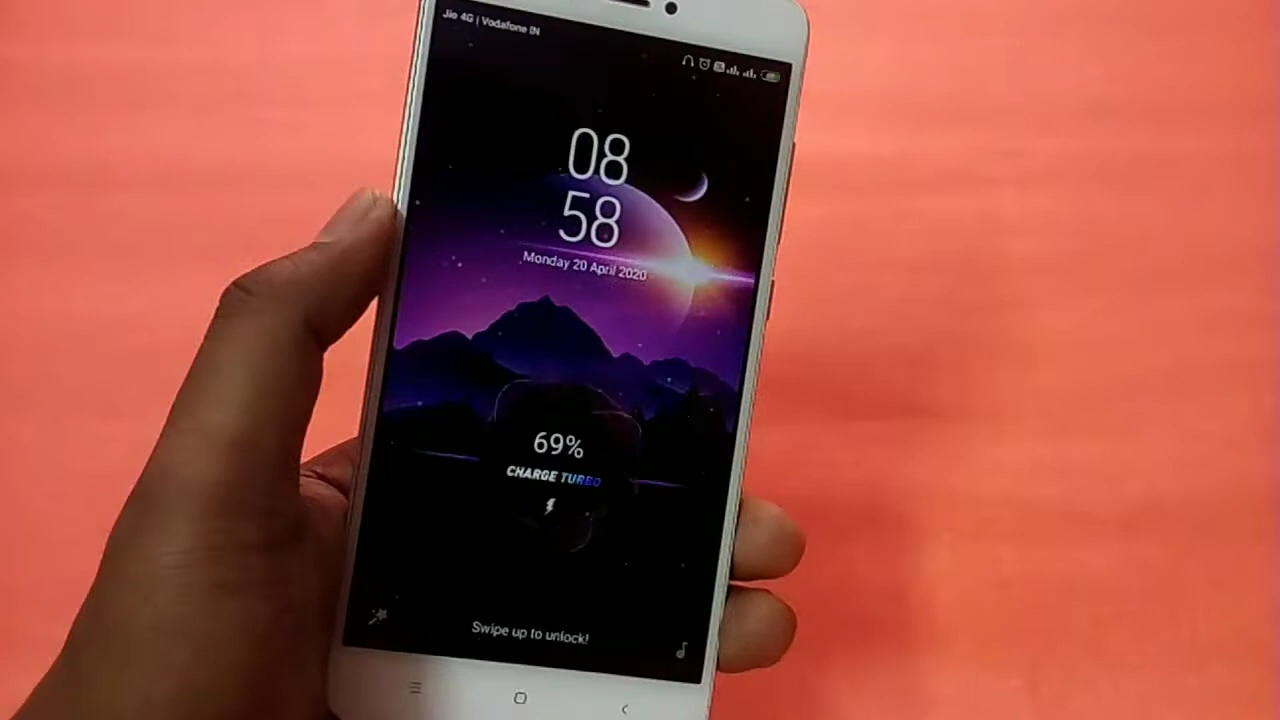 Jio 4G | Vodafone IN
08
58
Monday 20 April 2020
69%
CHARGE TURBO
Swipe up to unlock!